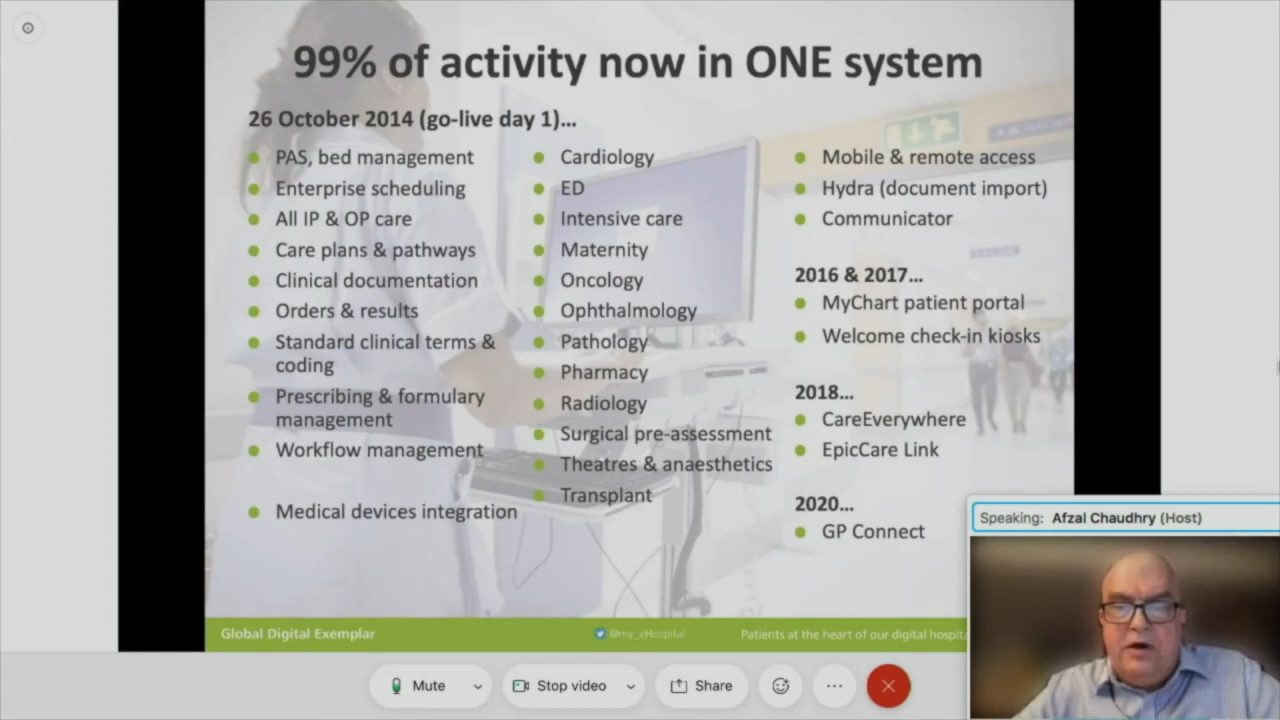 99% of activity now in ONE system
26 October 2014 (go-live day 1)...
PAS, bed management
Enterprise scheduling
All IP & OP care
Care plans & pathways
Clinical documentation
Orders & results
Standard clinical terms &
coding
Prescribing & formulary
management
Workflow management
Medical devices integration
Cardiology
ED
Intensive care
Maternity
Oncology
Ophthalmology
Pathology
Pharmacy
Radiology
Surgical pre-assessment
Theatres & anaesthetics
Transplant
Mobile & remote access
Hydra (document import)
Communicator
2016 & 2017...
MyChart patient portal
Welcome check-in kiosks
2018...
CareEverywhere
EpicCare Link
2020...
GP Connect
Speaking: Afzal Chaudhry (Host)
Global Digital Exemplar
@my_eHospital
Patients at the heart of our digital
Mute
Stop video
Share